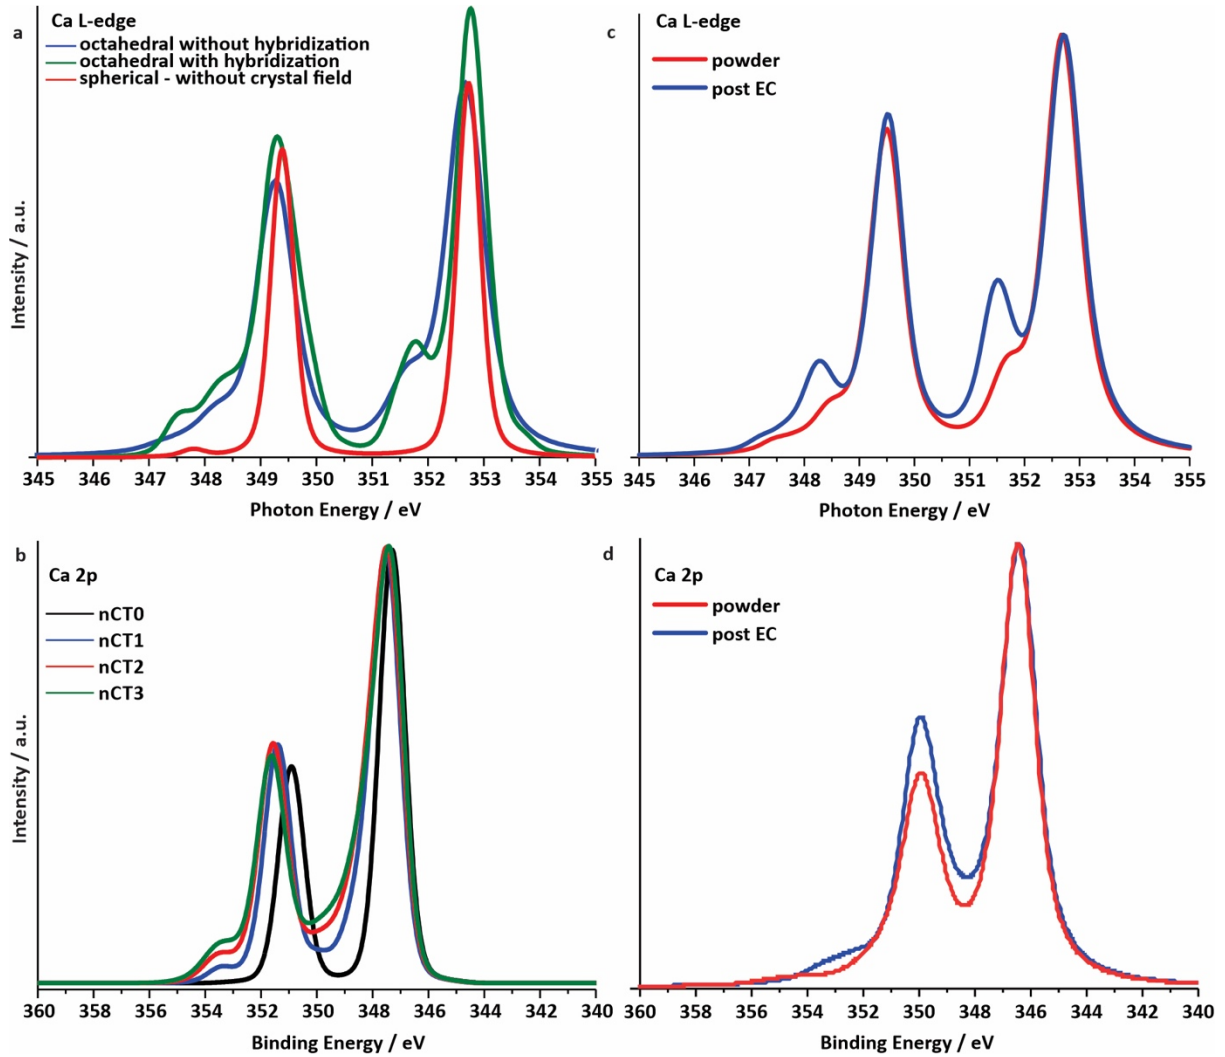 a
Ca L-edge
octahedral without hybridization
octahedral with hybridization
spherical - without crystal field
Intensity / a.u.
345 346 347 348 349 350 351 352 353 354 355
Photon Energy / eV
c
Ca L-edge
powder
post EC
345 346 347 348 349 350 351 352 353 354 355
Photon Energy / eV
b
Ca 2p
nCT0
nCT1
nCT2
nCT3
Intensity / a.u.
360 358 356 354 352 350 348 346 344 342 340
Binding Energy / eV
d
Ca 2p
powder
post EC
360 358 356 354 352 350 348 346 344 342 340
Binding Energy / eV